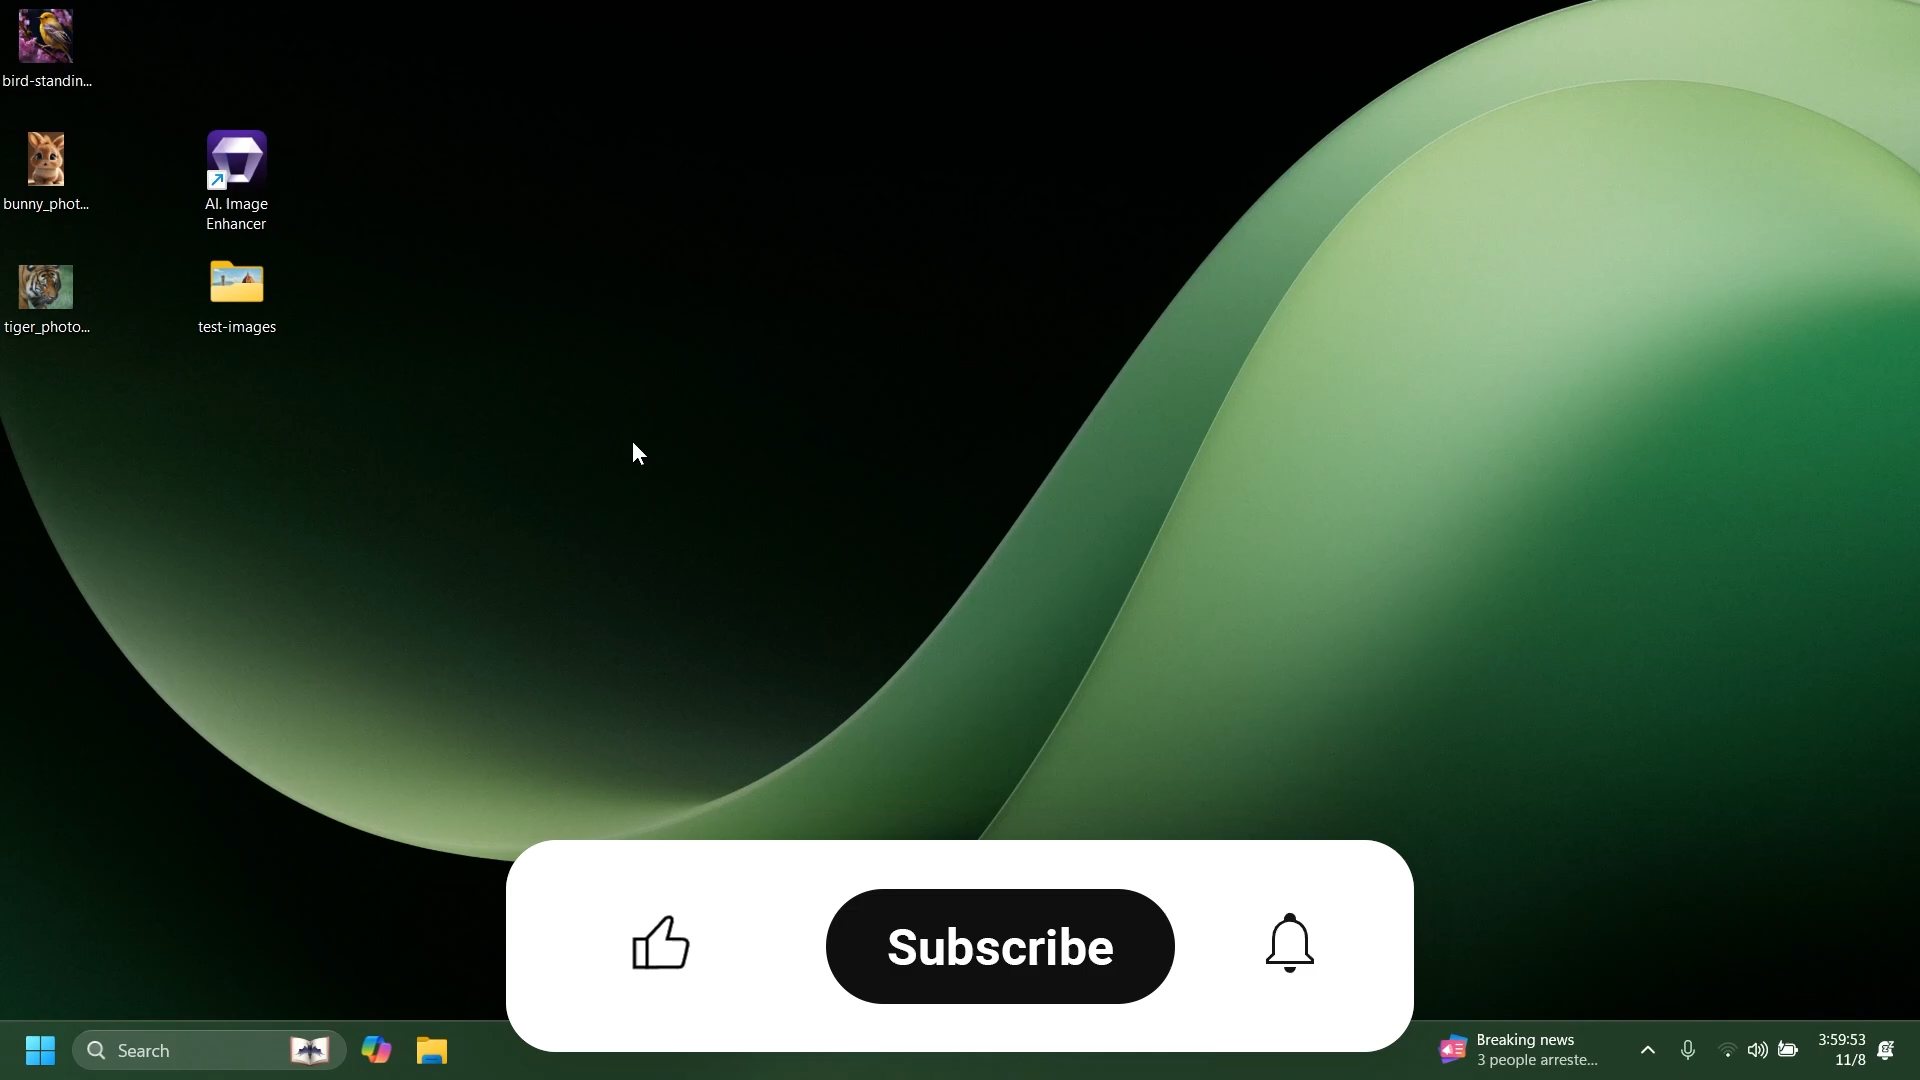 bird-standin...
bunny_phot...
AI. Image
Enhancer
tiger_photo...
test-images
Subscribe
Search
Breaking news
3 people arreste...
3:59:53
11/8